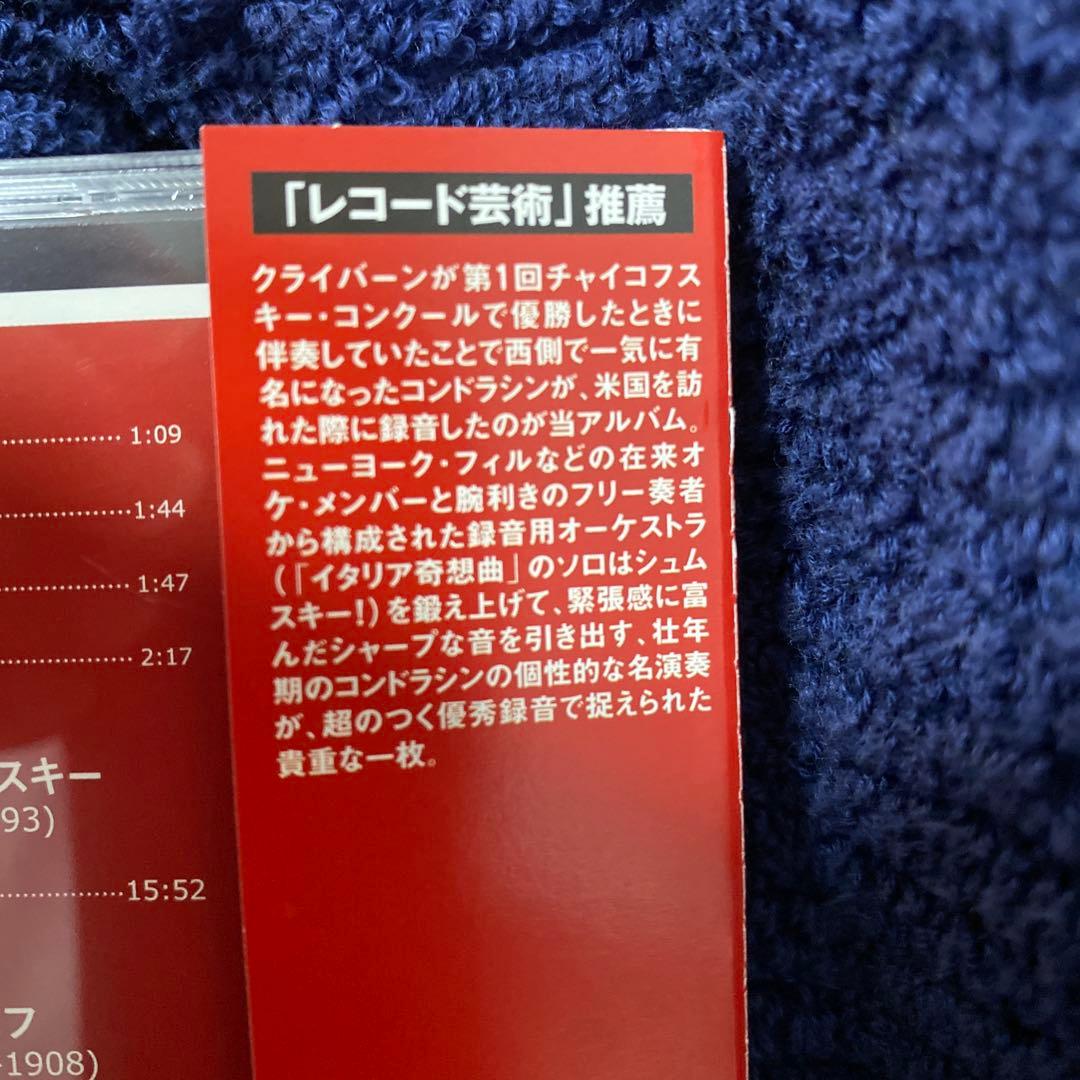 「レコード芸術」推薦
クライバーンが第1回チャイコフス
キー・コンクールで優勝したときに
伴奏していたことで西側で一気に有
名になったコンドラシンが、米国を訪
れた際に録音したのが当アルバム。
ニューヨーク・フィルなどの在来オ
ケ・メンバーと腕利きのフリー奏者
から構成された録音用オーケストラ
(「イタリア奇想曲」のソロはシュム
スキー!)を鍛え上げて、緊張感に富
んだシャープな音を引き出す、壮年
期のコンドラシンの個性的な名演奏
が、超のつく優秀録音で捉えられた
貴重な一枚。
1:09
1:44
1:47
2:17
スキー
93)
15:52
フ
-1908)